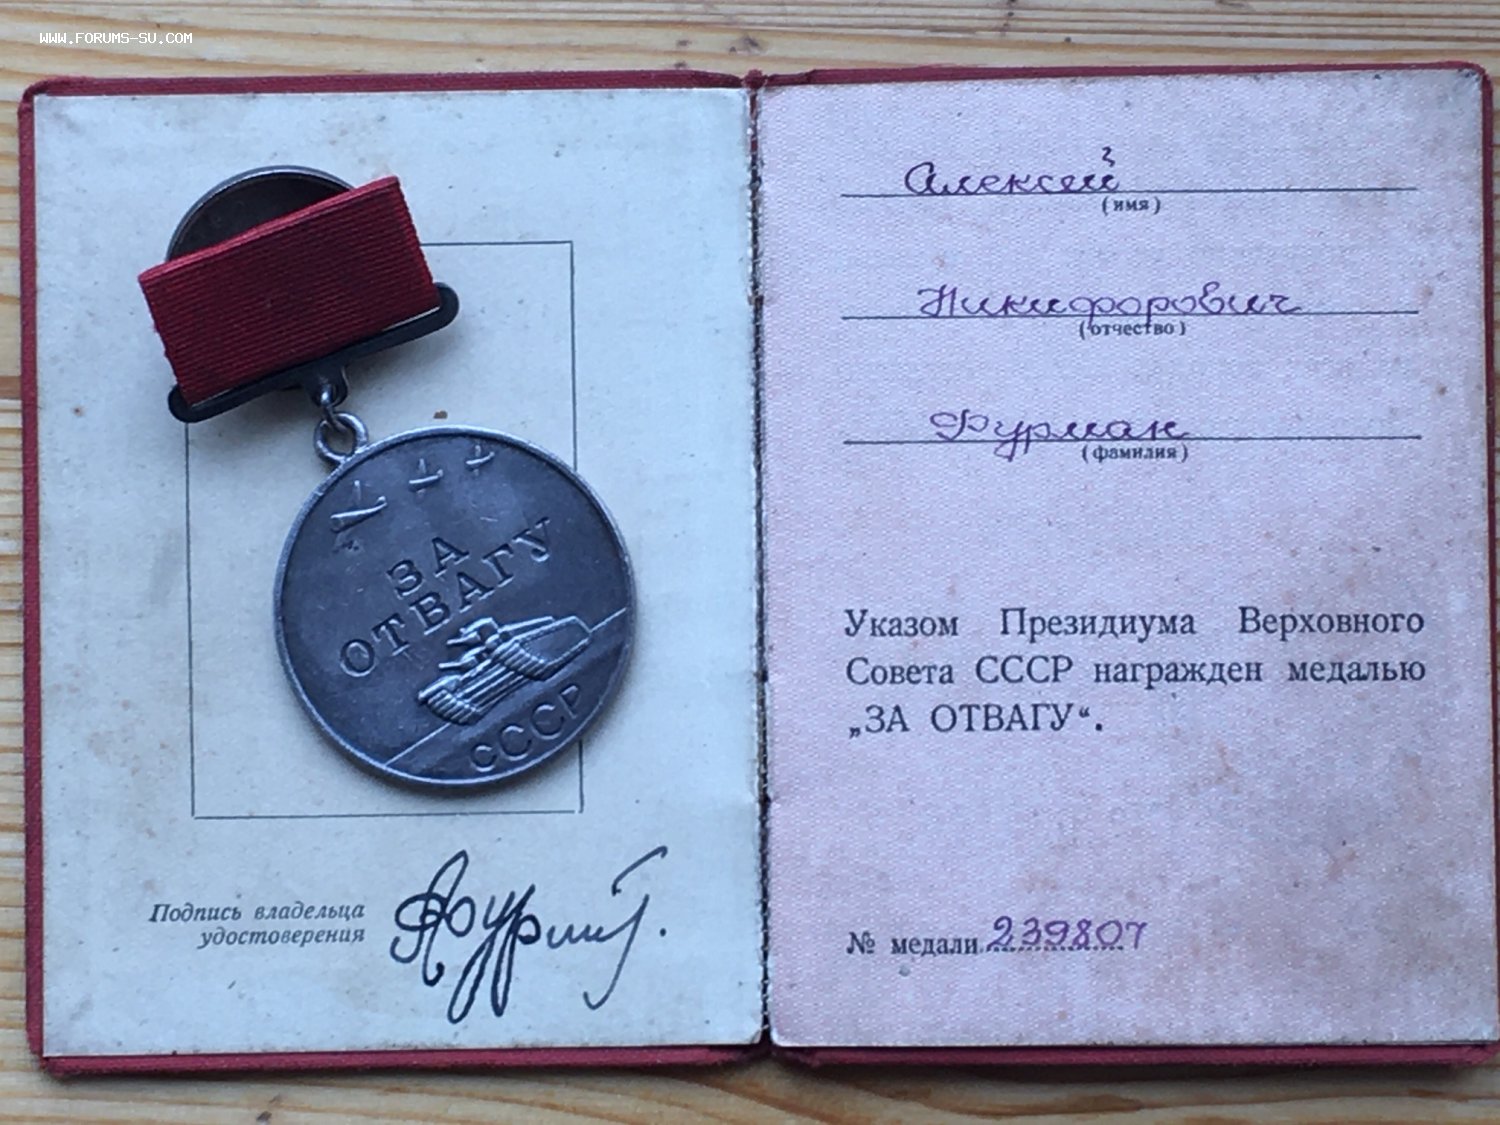 WWW.FORUMS-SU.COM
ЗА
ОТВАГУ
СССР
Подпись владельца
удостоверения
Алексей
(имя)
Никифорович
(отчество)
Фурман
(фамилия)
Указом Президиума Верховного
Совета СССР награжден медалью
„ЗА ОТВАГУ“.
№ медали 239807